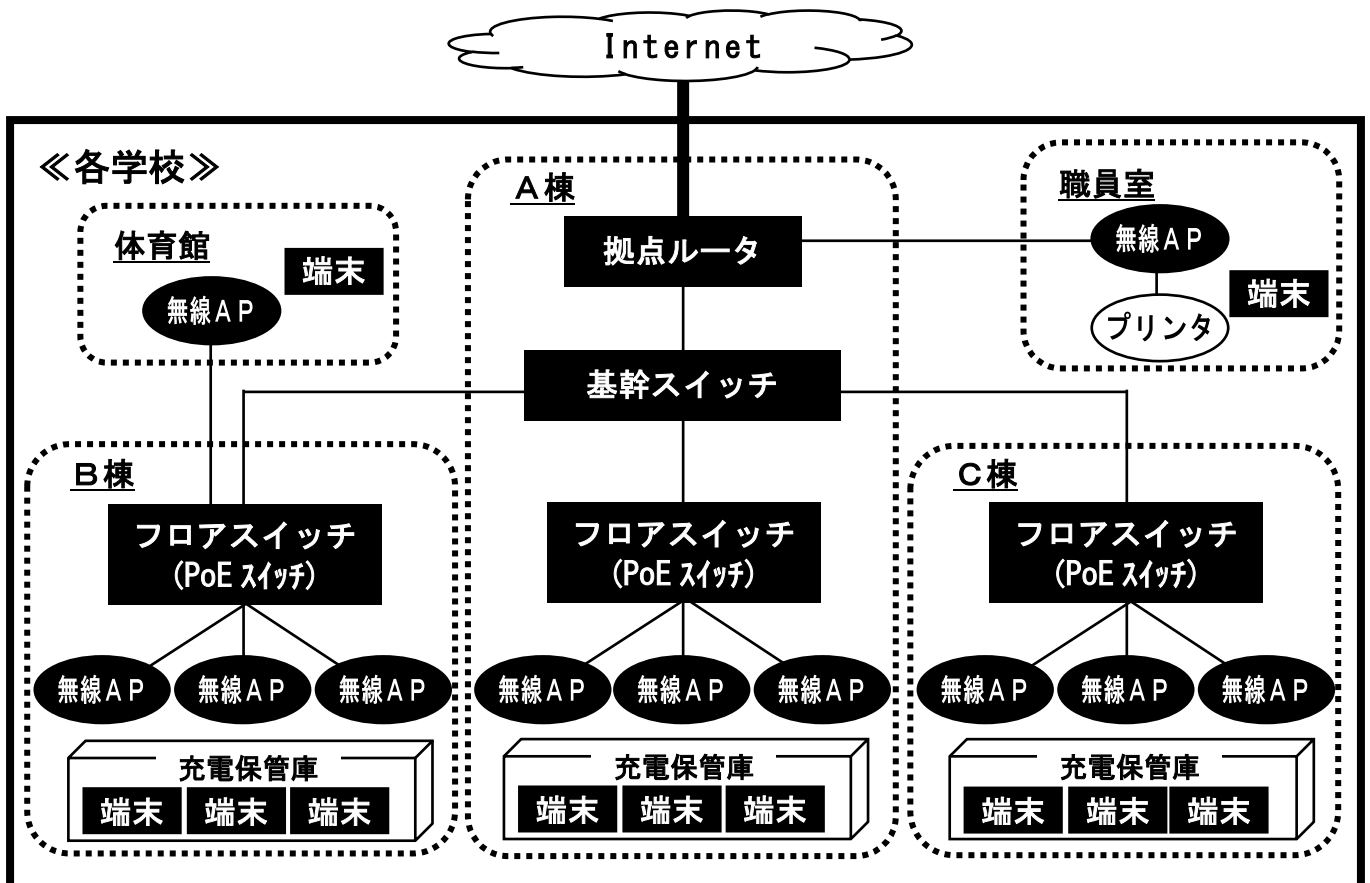 Internet
≪各学校≫
体育館
端末
無線ＡＰ
Ａ棟
拠点ルータ
基幹スイッチ
職員室
無線ＡＰ
端末
プリンタ
Ｂ棟
フロアスイッチ
(PoE スイッチ)
無線ＡＰ 無線ＡＰ 無線ＡＰ
充電保管庫
端末 端末 端末
フロアスイッチ
(PoE スイッチ)
無線ＡＰ 無線ＡＰ 無線ＡＰ
充電保管庫
端末 端末 端末
Ｃ棟
フロアスイッチ
(PoE スイッチ)
無線ＡＰ 無線ＡＰ 無線ＡＰ
充電保管庫
端末 端末 端末